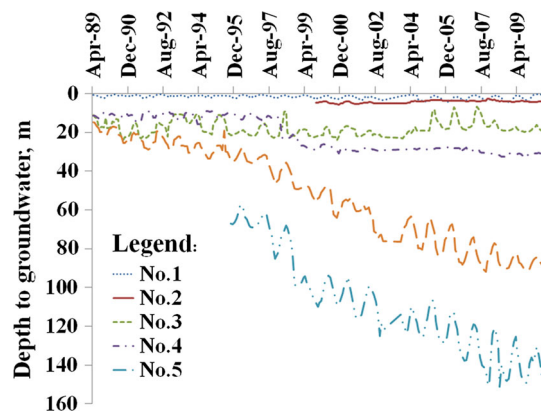 Apr-89
Dec-90
Aug-92
Apr-94
Dec-95
Aug-97
Apr-99
Dec-00
Aug-02
Apr-04
Dec-05
Aug-07
Apr-09
Depth to groundwater, m
0
20
40
60
80
100
120
140
160
Legend:
No.1
No.2
No.3
No.4
No.5